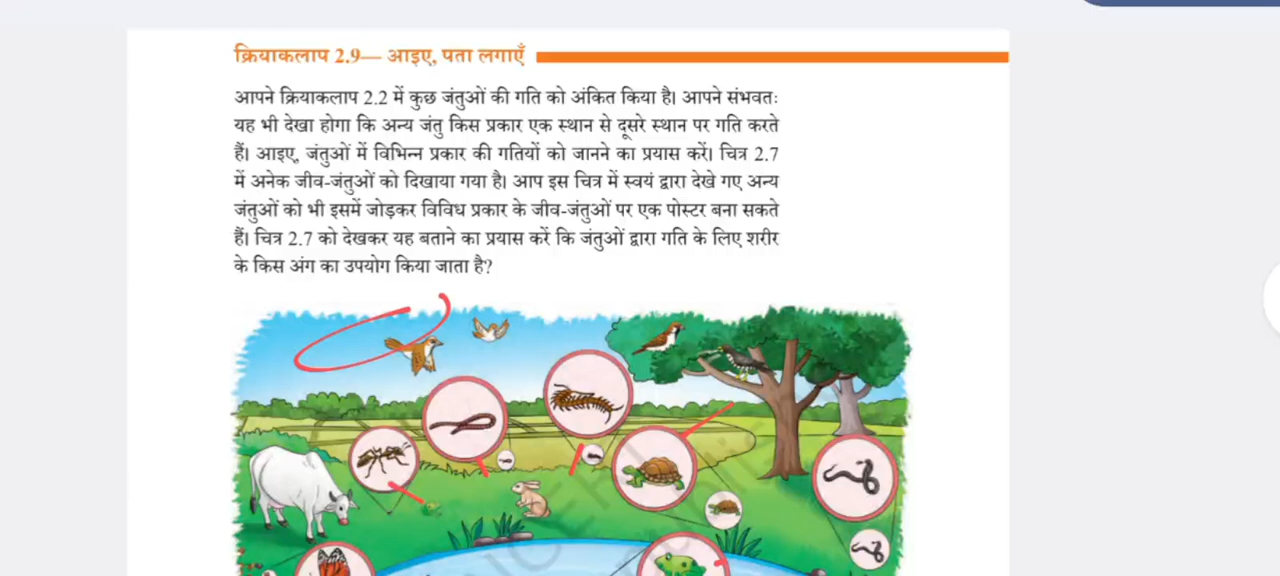 क्रियाकलाप 2.9— आइए, पता लगाएँ
आपने क्रियाकलाप 2.2 में कुछ जंतुओं की गति को अंकित किया है। आपने संभवतः
यह भी देखा होगा कि अन्य जंतु किस प्रकार एक स्थान से दूसरे स्थान पर गति करते
हैं। आइए, जंतुओं में विभिन्न प्रकार की गतियों को जानने का प्रयास करें। चित्र 2.7
में अनेक जीव-जंतुओं को दिखाया गया है। आप इस चित्र में स्वयं द्वारा देखे गए अन्य
जंतुओं को भी इसमें जोड़कर विविध प्रकार के जीव-जंतुओं पर एक पोस्टर बना सकते
हैं। चित्र 2.7 को देखकर यह बताने का प्रयास करें कि जंतुओं द्वारा गति के लिए शरीर
के किस अंग का उपयोग किया जाता है?